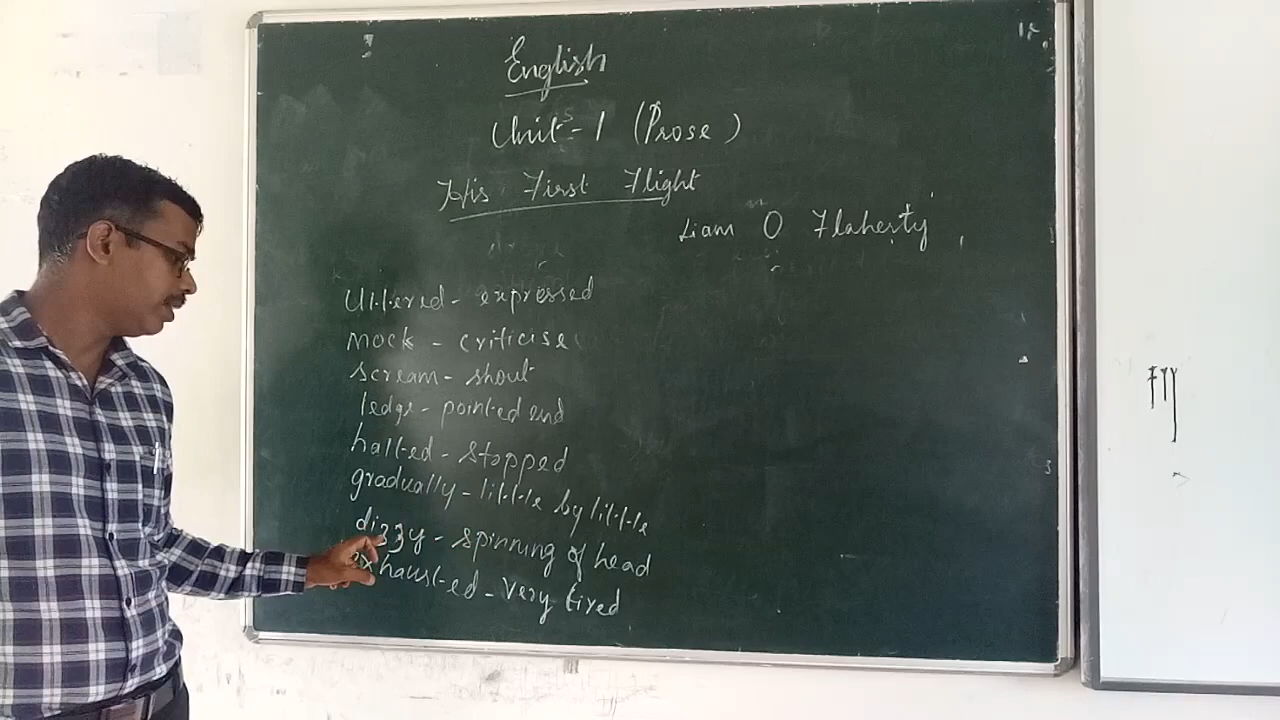 English
Unit - 1 (Prose)
His First Flight
Liam O Flaherty
Uttered - expressed
mock - criticise
scream - shout
ledge - pointed end
halted - stopped
gradually - little by little
dizzy - spinning of head
exhausted - very tired